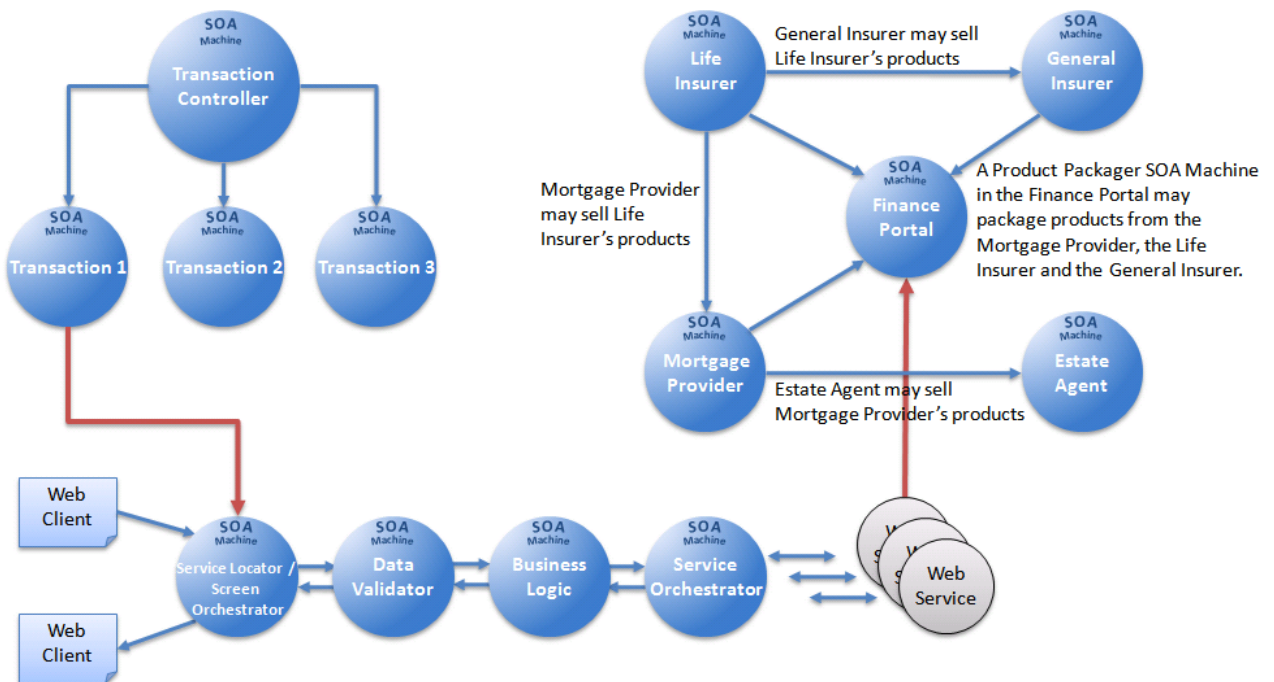 SOA
Machine
Transaction
Controller
SOA
Machine
Transaction 1
SOA
Machine
Transaction 2
SOA
Machine
Transaction 3
SOA
Machine
Life
Insurer
General Insurer may sell
Life Insurer's products
SOA
Machine
General
Insurer
Mortgage Provider
may sell Life
Insurer's products
SOA
Machine
Finance
Portal
A Product Packager SOA Machine
in the Finance Portal may
package products from the
Mortgage Provider, the Life
Insurer and the General Insurer.
SOA
Machine
Mortgage
Provider
Estate Agent may sell
Mortgage Provider's products
SOA
Machine
Estate
Agent
Web
Client
Web
Client
SOA
Machine
Service Locator /
Screen
Orchestrator
SOA
Machine
Data
Validator
SOA
Machine
Business
Logic
SOA
Machine
Service
Orchestrator
Web
Service